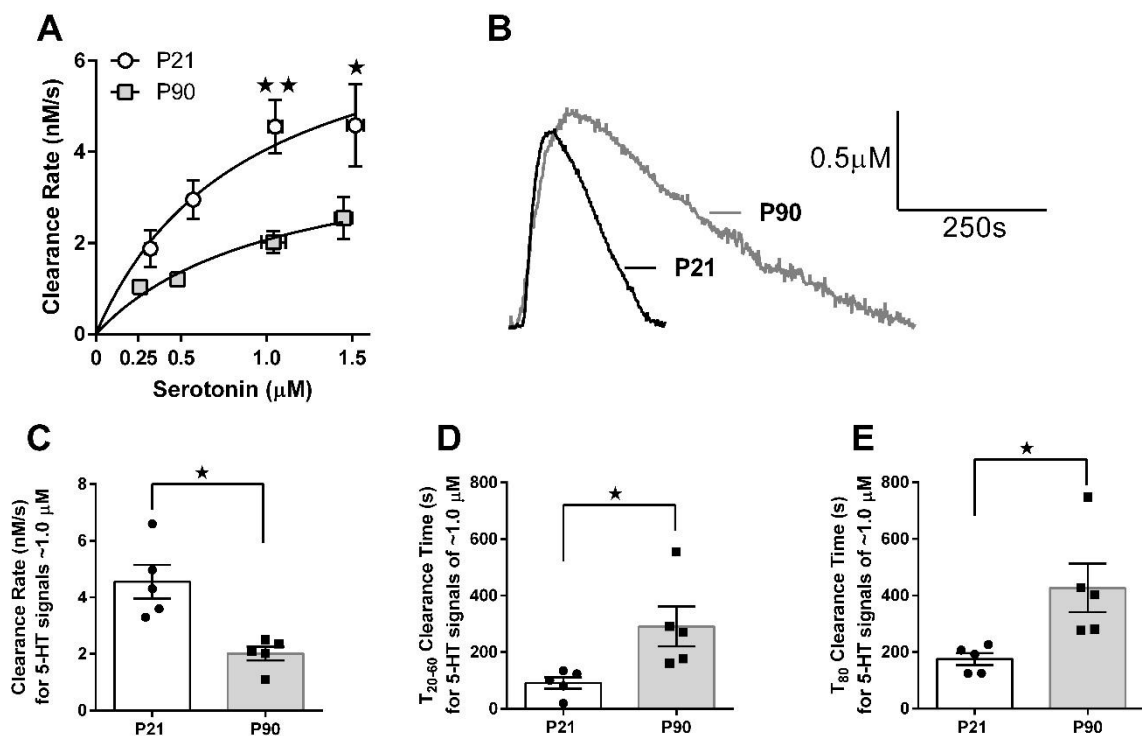 A
P21
P90
Clearance Rate (nM/s)
6
4
2
0
★★
★
0
0.25
0.5
1.0
1.5
Serotonin (μM)
B
P90
P21
0.5μM
250s
C
Clearance Rate (nM/s)
for 5-HT signals ~1.0 μM
8
6
4
2
0
★
P21
P90
D
T20-60 Clearance Time (s)
for 5-HT signals of ~1.0 μM
800
600
400
200
0
★
P21
P90
E
T80 Clearance Time (s)
for 5-HT signals of ~1.0 μM
800
600
400
200
0
★
P21
P90